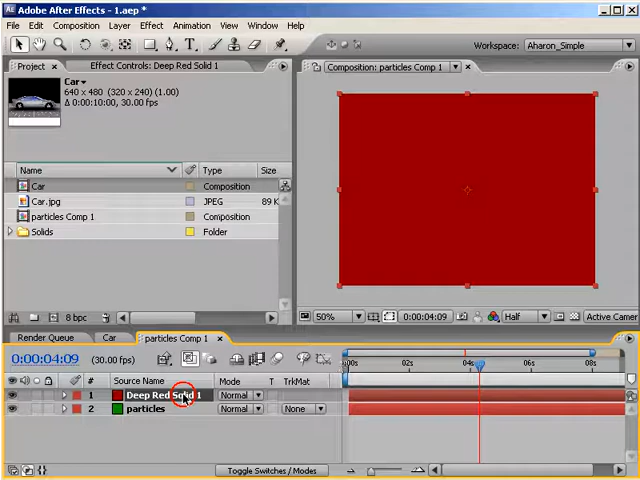 Ae Adobe After Effects - 1.aep *
File Edit Composition Layer Effect Animation View Window Help
Workspace: Aharon_Simple
Project × Effect Controls: Deep Red Solid 1
Composition: particles Comp 1 ×
Car
640 x 480 (320 x 240) (1.00)
Δ 0:00:10:00, 30.00 fps
Name Type Size
Car Composition
Car.jpg JPEG 89 K
particles Comp 1 Composition
Solids Folder
8 bpc
50% 0:00:04:09 Half Active Camer
Render Queue Car particles Comp 1 ×
0:00:04:09 (30.00 fps)
:00s 02s 04s 06s 08s
# Source Name Mode T TrkMat
1 Deep Red Solid 1 Normal
2 particles Normal None
Toggle Switches / Modes